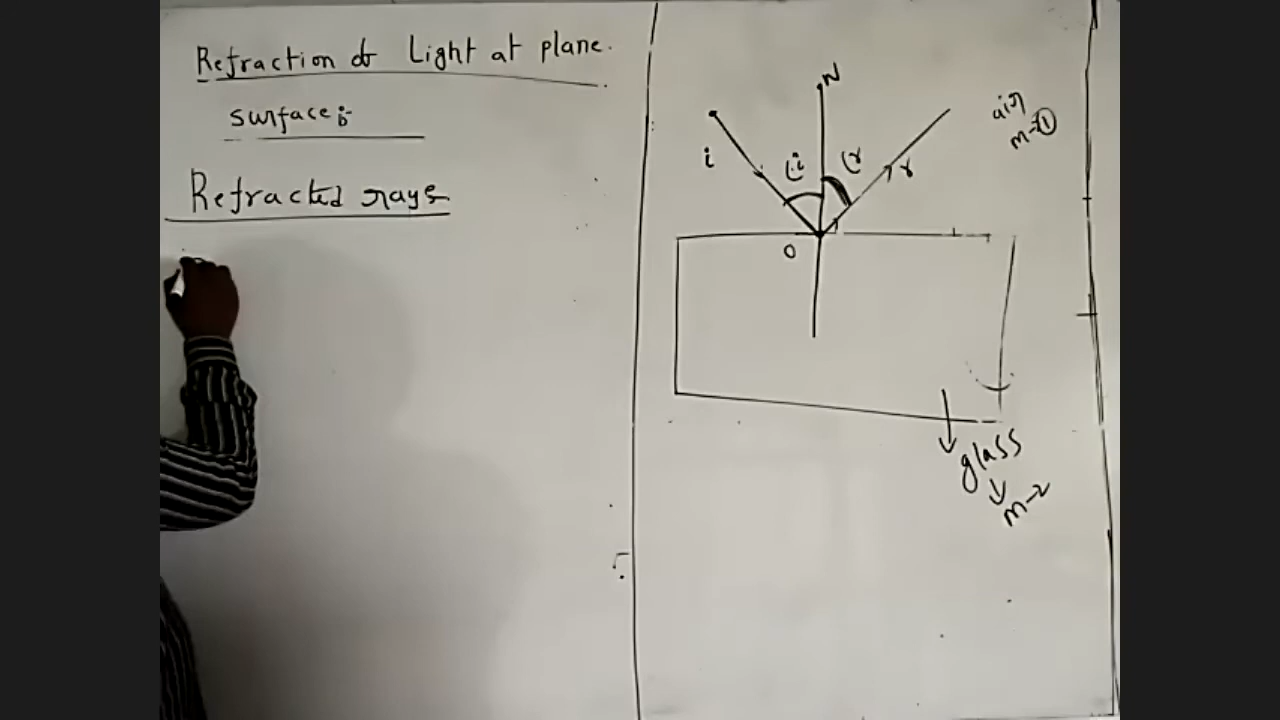 Refraction of Light at plane.
surface:-
Refracted rays
N
i
∠i
∠r
r
air
m-①
O
glass
m-2